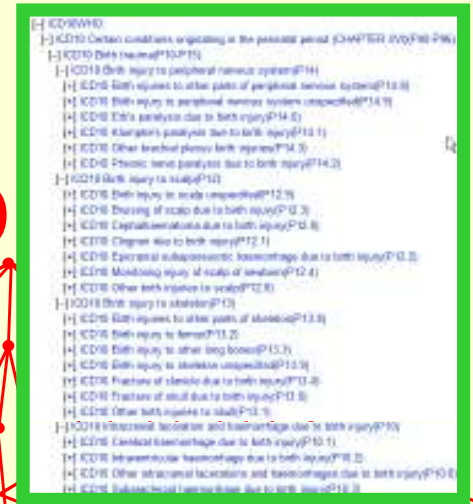 [-] ICD10WHO
[-] ICD10 Certain conditions originating in the perinatal period (CHAPTER XVI)(P00-P96)
[-] ICD10 Birth trauma(P10-P15)
[-] ICD10 Birth injury to peripheral nervous system(P14)
[+] ICD10 Birth injuries to other parts of peripheral nervous system(P14.8)
[+] ICD10 Birth injury to peripheral nervous system unspecified(P14.9)
[+] ICD10 Erb's paralysis due to birth injury(P14.0)
[+] ICD10 Klumpke's paralysis due to birth injury(P14.1)
[+] ICD10 Other brachial plexus birth injuries(P14.3)
[+] ICD10 Phrenic nerve paralysis due to birth injury(P14.2)
[-] ICD10 Birth injury to scalp(P12)
[+] ICD10 Birth injury to scalp unspecified(P12.9)
[+] ICD10 Bruising of scalp due to birth injury(P12.3)
[+] ICD10 Cephalhaematoma due to birth injury(P12.0)
[+] ICD10 Chignon due to birth injury(P12.1)
[+] ICD10 Epicranial subaponeurotic haemorrhage due to birth injury(P12.2)
[+] ICD10 Monitoring injury of scalp of newborn(P12.4)
[+] ICD10 Other birth injuries to scalp(P12.8)
[-] ICD10 Birth injury to skeleton(P13)
[+] ICD10 Birth injuries to other parts of skeleton(P13.8)
[+] ICD10 Birth injury to femur(P13.2)
[+] ICD10 Birth injury to other long bones(P13.3)
[+] ICD10 Birth injury to skeleton unspecified(P13.9)
[+] ICD10 Fracture of clavicle due to birth injury(P13.4)
[+] ICD10 Fracture of skull due to birth injury(P13.0)
[+] ICD10 Other birth injuries to skull(P13.1)
[-] ICD10 Intracranial laceration and haemorrhage due to birth injury(P10)
[+] ICD10 Cerebral haemorrhage due to birth injury(P10.1)
[+] ICD10 Intraventricular haemorrhage due to birth injury(P10.2)
[+] ICD10 Other intracranial lacerations and haemorrhages due to birth injury(P10.8)
[+] ICD10 Subarachnoid haemorrhage due to birth injury(P10.3)